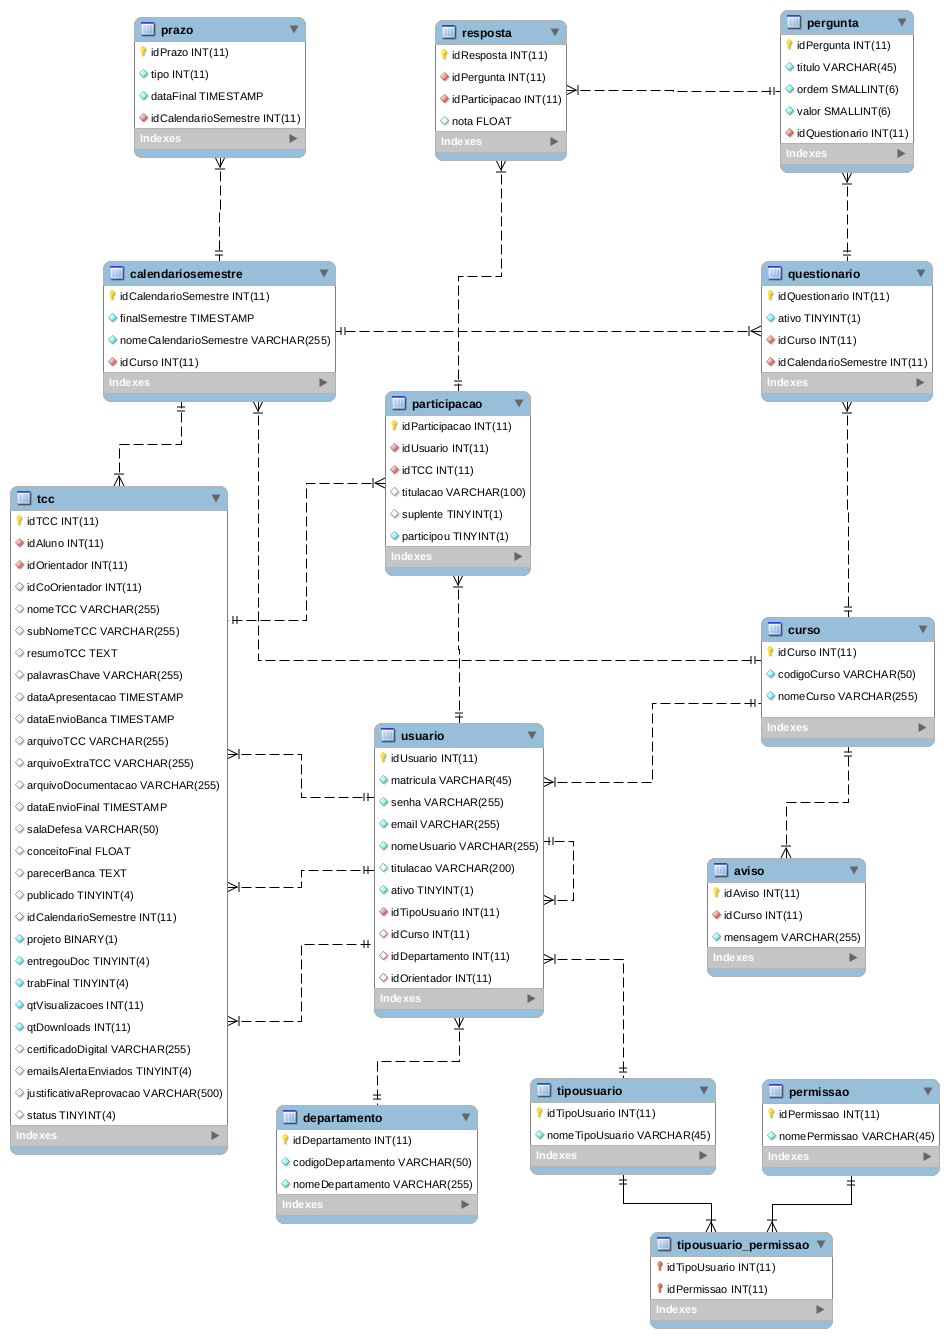 prazo
idPrazo INT(11)
tipo INT(11)
dataFinal TIMESTAMP
idCalendarioSemestre INT(11)
Indexes
resposta
idResposta INT(11)
idPergunta INT(11)
idParticipacao INT(11)
nota FLOAT
Indexes
pergunta
idPergunta INT(11)
titulo VARCHAR(45)
ordem SMALLINT(6)
valor SMALLINT(6)
idQuestionario INT(11)
Indexes
calendariosemestre
idCalendarioSemestre INT(11)
finalSemestre TIMESTAMP
nomeCalendarioSemestre VARCHAR(255)
idCurso INT(11)
Indexes
questionario
idQuestionario INT(11)
ativo TINYINT(1)
idCurso INT(11)
idCalendarioSemestre INT(11)
Indexes
participacao
idParticipacao INT(11)
idUsuario INT(11)
idTCC INT(11)
titulacao VARCHAR(100)
suplente TINYINT(1)
participou TINYINT(1)
Indexes
tcc
idTCC INT(11)
idAluno INT(11)
idOrientador INT(11)
idCoOrientador INT(11)
nomeTCC VARCHAR(255)
subNomeTCC VARCHAR(255)
resumoTCC TEXT
palavrasChave VARCHAR(255)
dataApresentacao TIMESTAMP
dataEnvioBanca TIMESTAMP
arquivoTCC VARCHAR(255)
arquivoExtraTCC VARCHAR(255)
arquivoDocumentacao VARCHAR(255)
dataEnvioFinal TIMESTAMP
salaDefesa VARCHAR(50)
conceitoFinal FLOAT
parecerBanca TEXT
publicado TINYINT(4)
idCalendarioSemestre INT(11)
projeto BINARY(1)
entregouDoc TINYINT(4)
trabFinal TINYINT(4)
qtVisualizacoes INT(11)
qtDownloads INT(11)
certificadoDigital VARCHAR(255)
emailsAlertaEnviados TINYINT(4)
justificativaReprovacao VARCHAR(500)
status TINYINT(4)
Indexes
curso
idCurso INT(11)
codigoCurso VARCHAR(50)
nomeCurso VARCHAR(255)
Indexes
usuario
idUsuario INT(11)
matricula VARCHAR(45)
senha VARCHAR(255)
email VARCHAR(255)
nomeUsuario VARCHAR(255)
titulacao VARCHAR(200)
ativo TINYINT(1)
idTipoUsuario INT(11)
idCurso INT(11)
idDepartamento INT(11)
idOrientador INT(11)
Indexes
aviso
idAviso INT(11)
idCurso INT(11)
mensagem VARCHAR(255)
Indexes
departamento
idDepartamento INT(11)
codigoDepartamento VARCHAR(50)
nomeDepartamento VARCHAR(255)
Indexes
tipousuario
idTipoUsuario INT(11)
nomeTipoUsuario VARCHAR(45)
Indexes
permissao
idPermissao INT(11)
nomePermissao VARCHAR(45)
Indexes
tipousuario_permissao
idTipoUsuario INT(11)
idPermissao INT(11)
Indexes